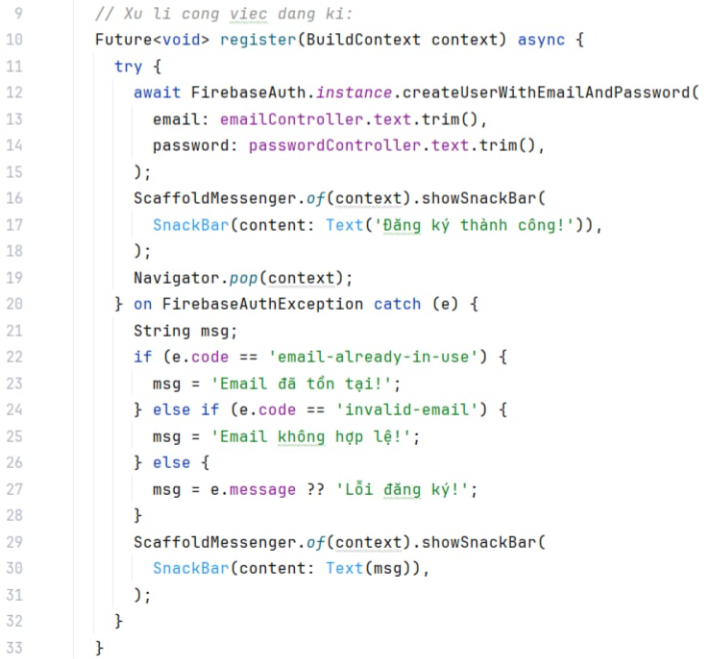 9 // Xu li cong viec dang ki:
10 Future<void> register(BuildContext context) async {
11 try {
12 await FirebaseAuth.instance.createUserWithEmailAndPassword(
13 email: emailController.text.trim(),
14 password: passwordController.text.trim(),
15 );
16 ScaffoldMessenger.of(context).showSnackBar(
17 SnackBar(content: Text('Đăng ký thành công!')),
18 );
19 Navigator.pop(context);
20 } on FirebaseAuthException catch (e) {
21 String msg;
22 if (e.code == 'email-already-in-use') {
23 msg = 'Email đã tồn tại!';
24 } else if (e.code == 'invalid-email') {
25 msg = 'Email không hợp lệ!';
26 } else {
27 msg = e.message ?? 'Lỗi đăng ký!';
28 }
29 ScaffoldMessenger.of(context).showSnackBar(
30 SnackBar(content: Text(msg)),
31 );
32 }
33 }